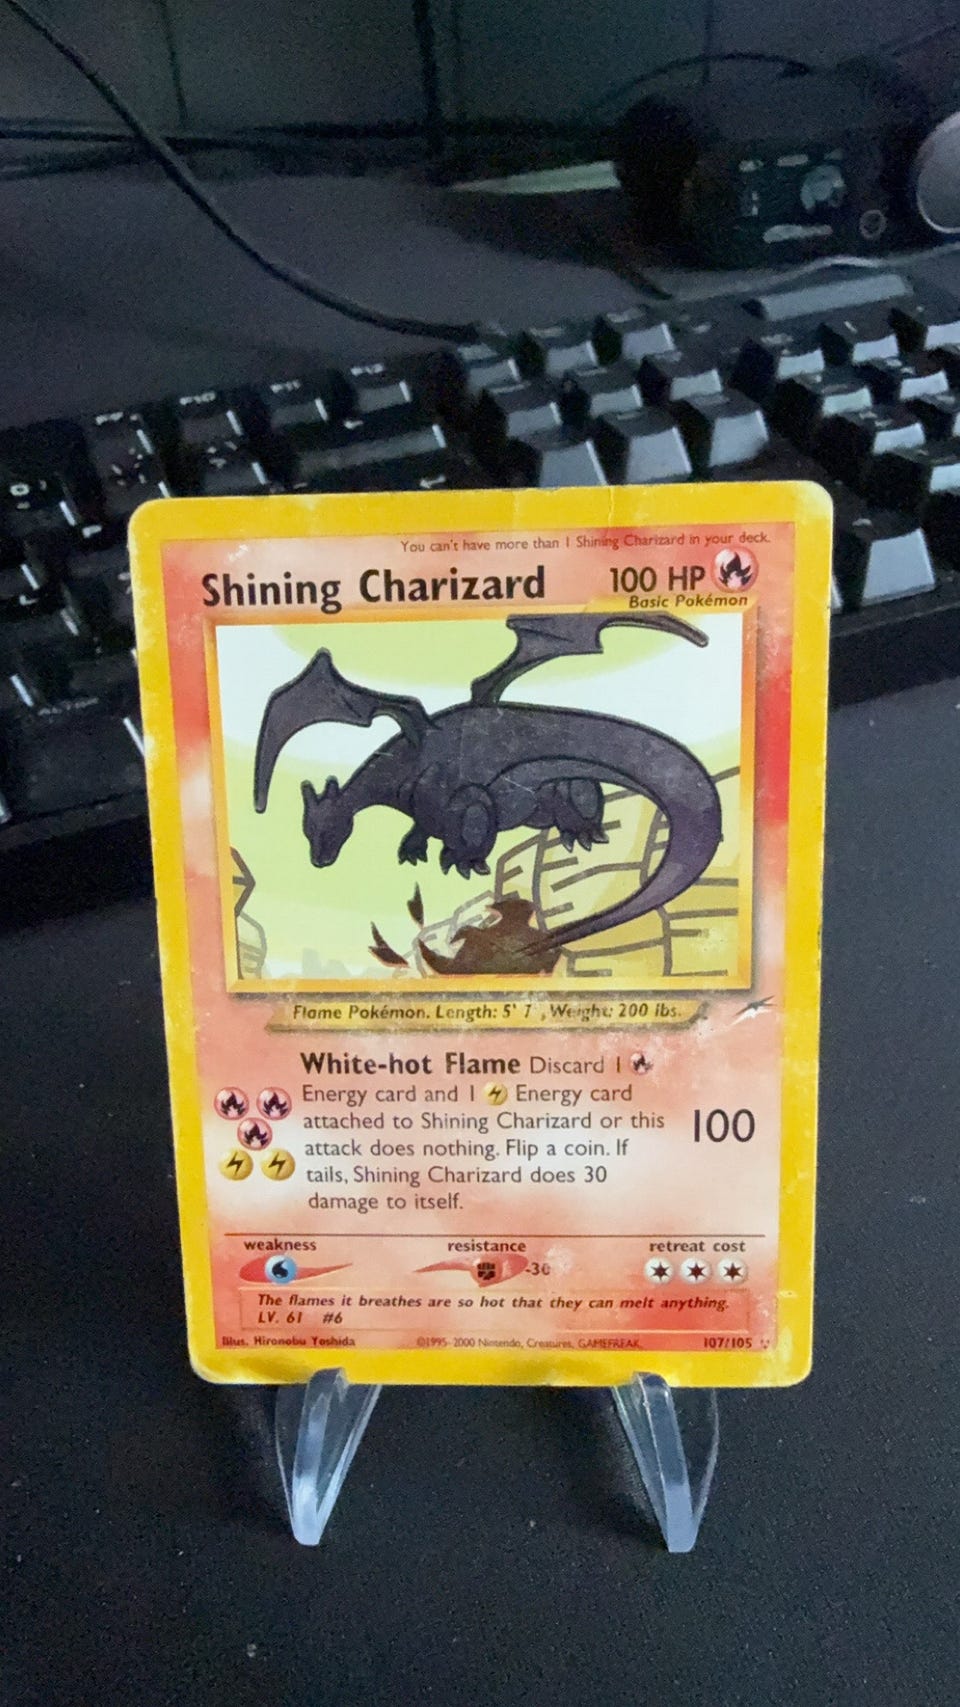 F10
F11
F12
0
You can't have more than 1 Shining Charizard in your deck.
Shining Charizard 100 HP
Basic Pokémon
Flame Pokémon. Length: 5' 7", Weight: 200 lbs.
White-hot Flame Discard 1
Energy card and 1 Energy card
attached to Shining Charizard or this
attack does nothing. Flip a coin. If
tails, Shining Charizard does 30
damage to itself.
100
weakness resistance retreat cost
-30
The flames it breathes are so hot that they can melt anything.
LV. 61 #6
Illus. Hironobu Yoshida ©1995-2000 Nintendo, Creatures, GAMEFREAK. 107/105